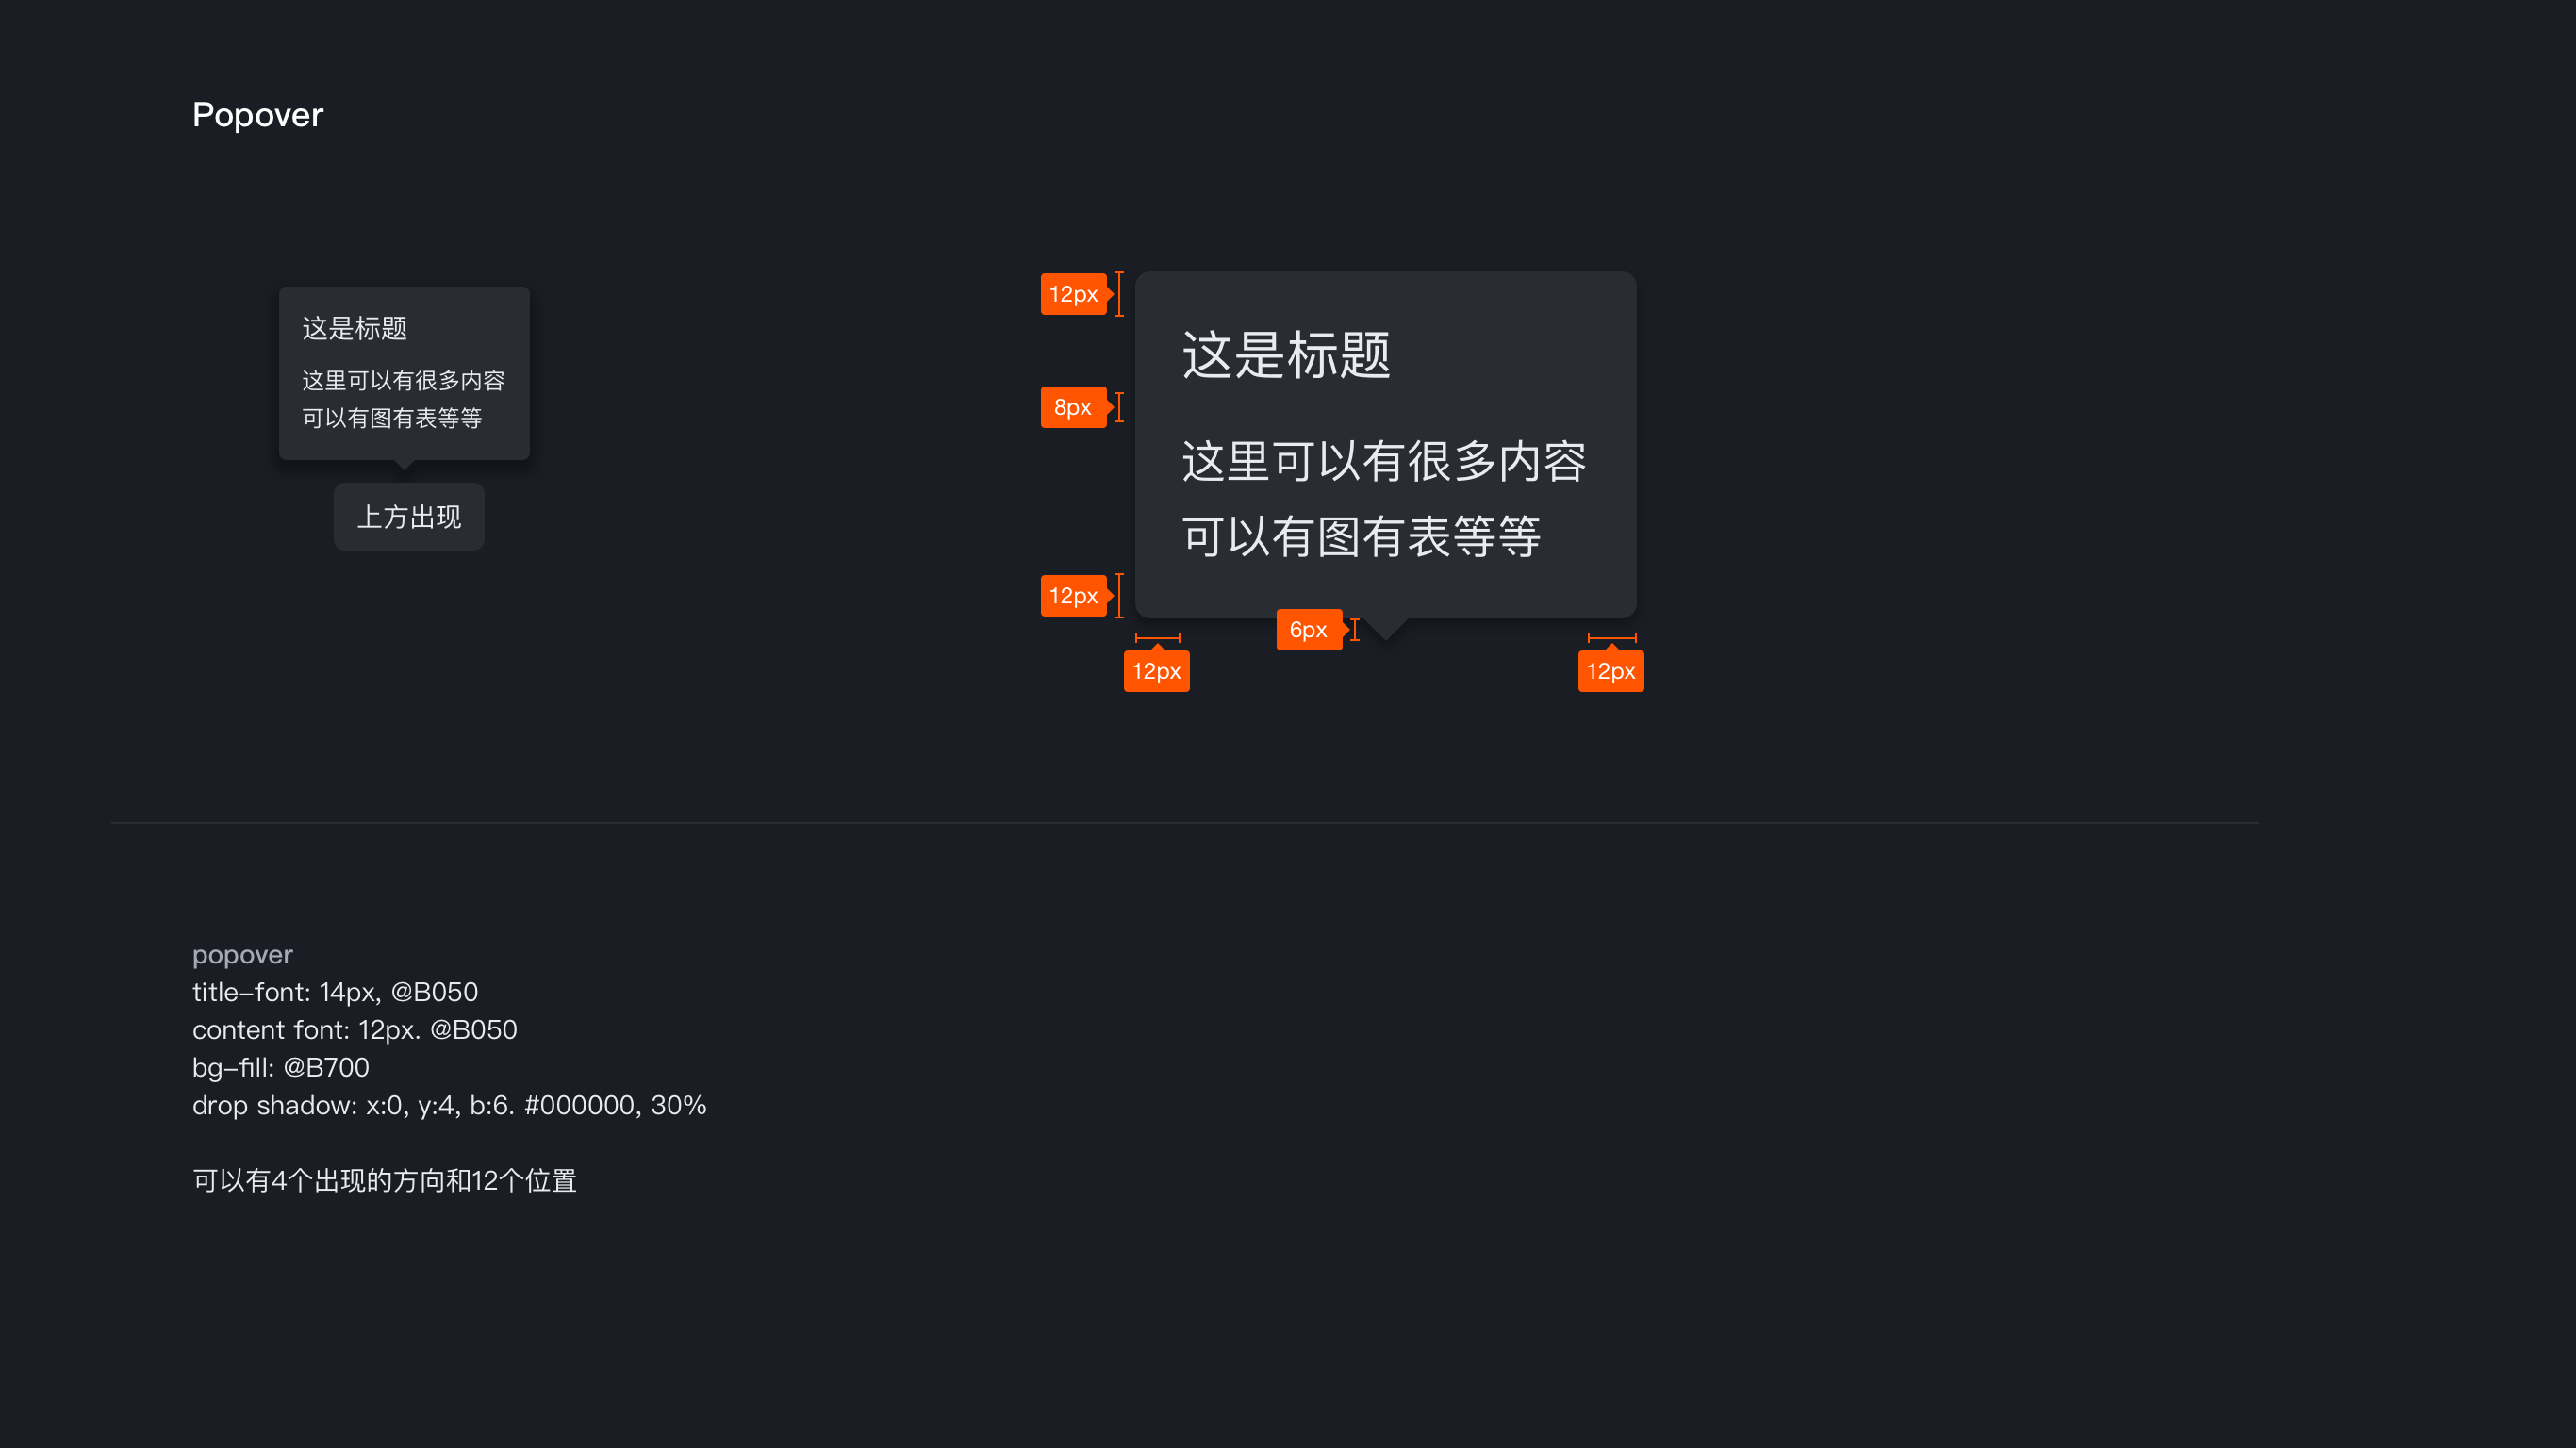 Popover
这是标题
这里可以有很多内容
可以有图有表等等
上方出现
12px
这是标题
8px
这里可以有很多内容
可以有图有表等等
12px
6px
12px
12px
popover
title-font: 14px, @B050
content font: 12px. @B050
bg-fill: @B700
drop shadow: x:0, y:4, b:6. #000000, 30%
可以有4个出现的方向和12个位置